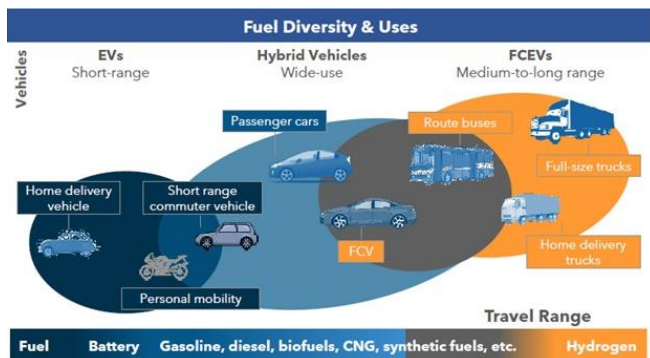 Fuel Diversity & Uses
Vehicles
EVs
Short-range
Hybrid Vehicles
Wide-use
FCEVs
Medium-to-long range
Passenger cars
Route buses
Full-size trucks
Home delivery
vehicle
Short range
commuter vehicle
FCV
Home delivery
trucks
Personal mobility
Travel Range
Fuel
Battery
Gasoline, diesel, biofuels, CNG, synthetic fuels, etc.
Hydrogen